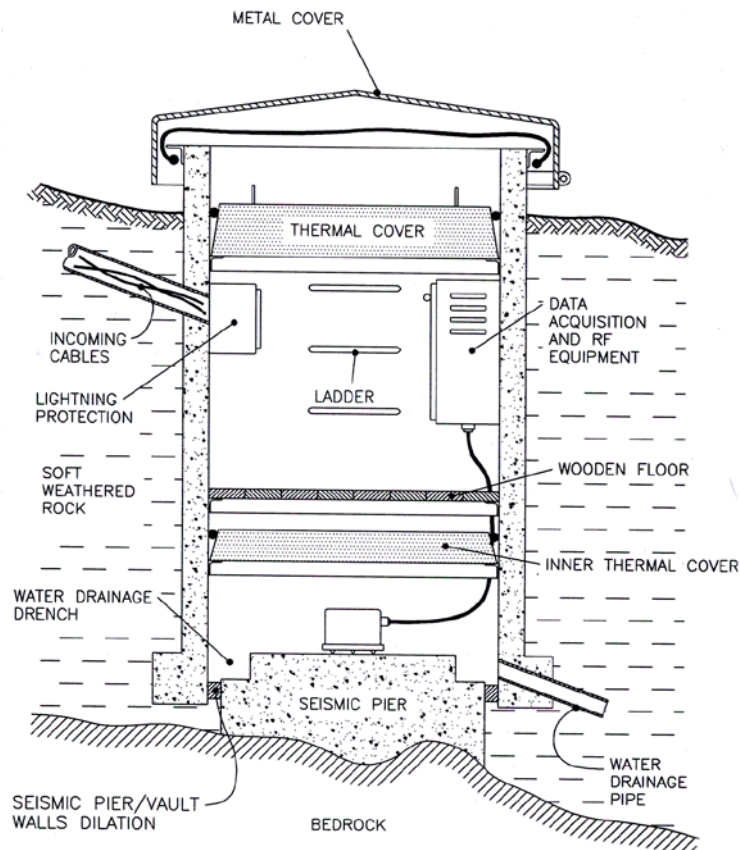 METAL COVER
THERMAL COVER
INCOMING
CABLES
DATA
ACQUISITION
AND RF
EQUIPMENT
LIGHTNING
PROTECTION
LADDER
SOFT
WEATHERED
ROCK
WOODEN FLOOR
INNER THERMAL COVER
WATER DRAINAGE
DRENCH
SEISMIC PIER
WATER
DRAINAGE
PIPE
SEISMIC PIER/VAULT
WALLS DILATION
BEDROCK